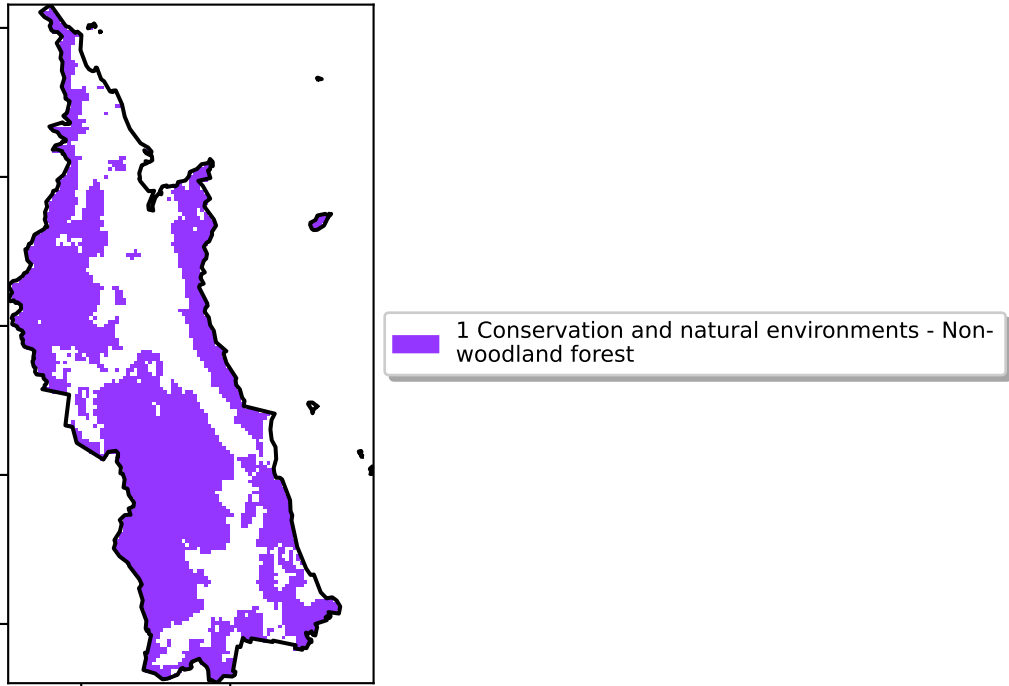 1 Conservation and natural environments - Non-
woodland forest